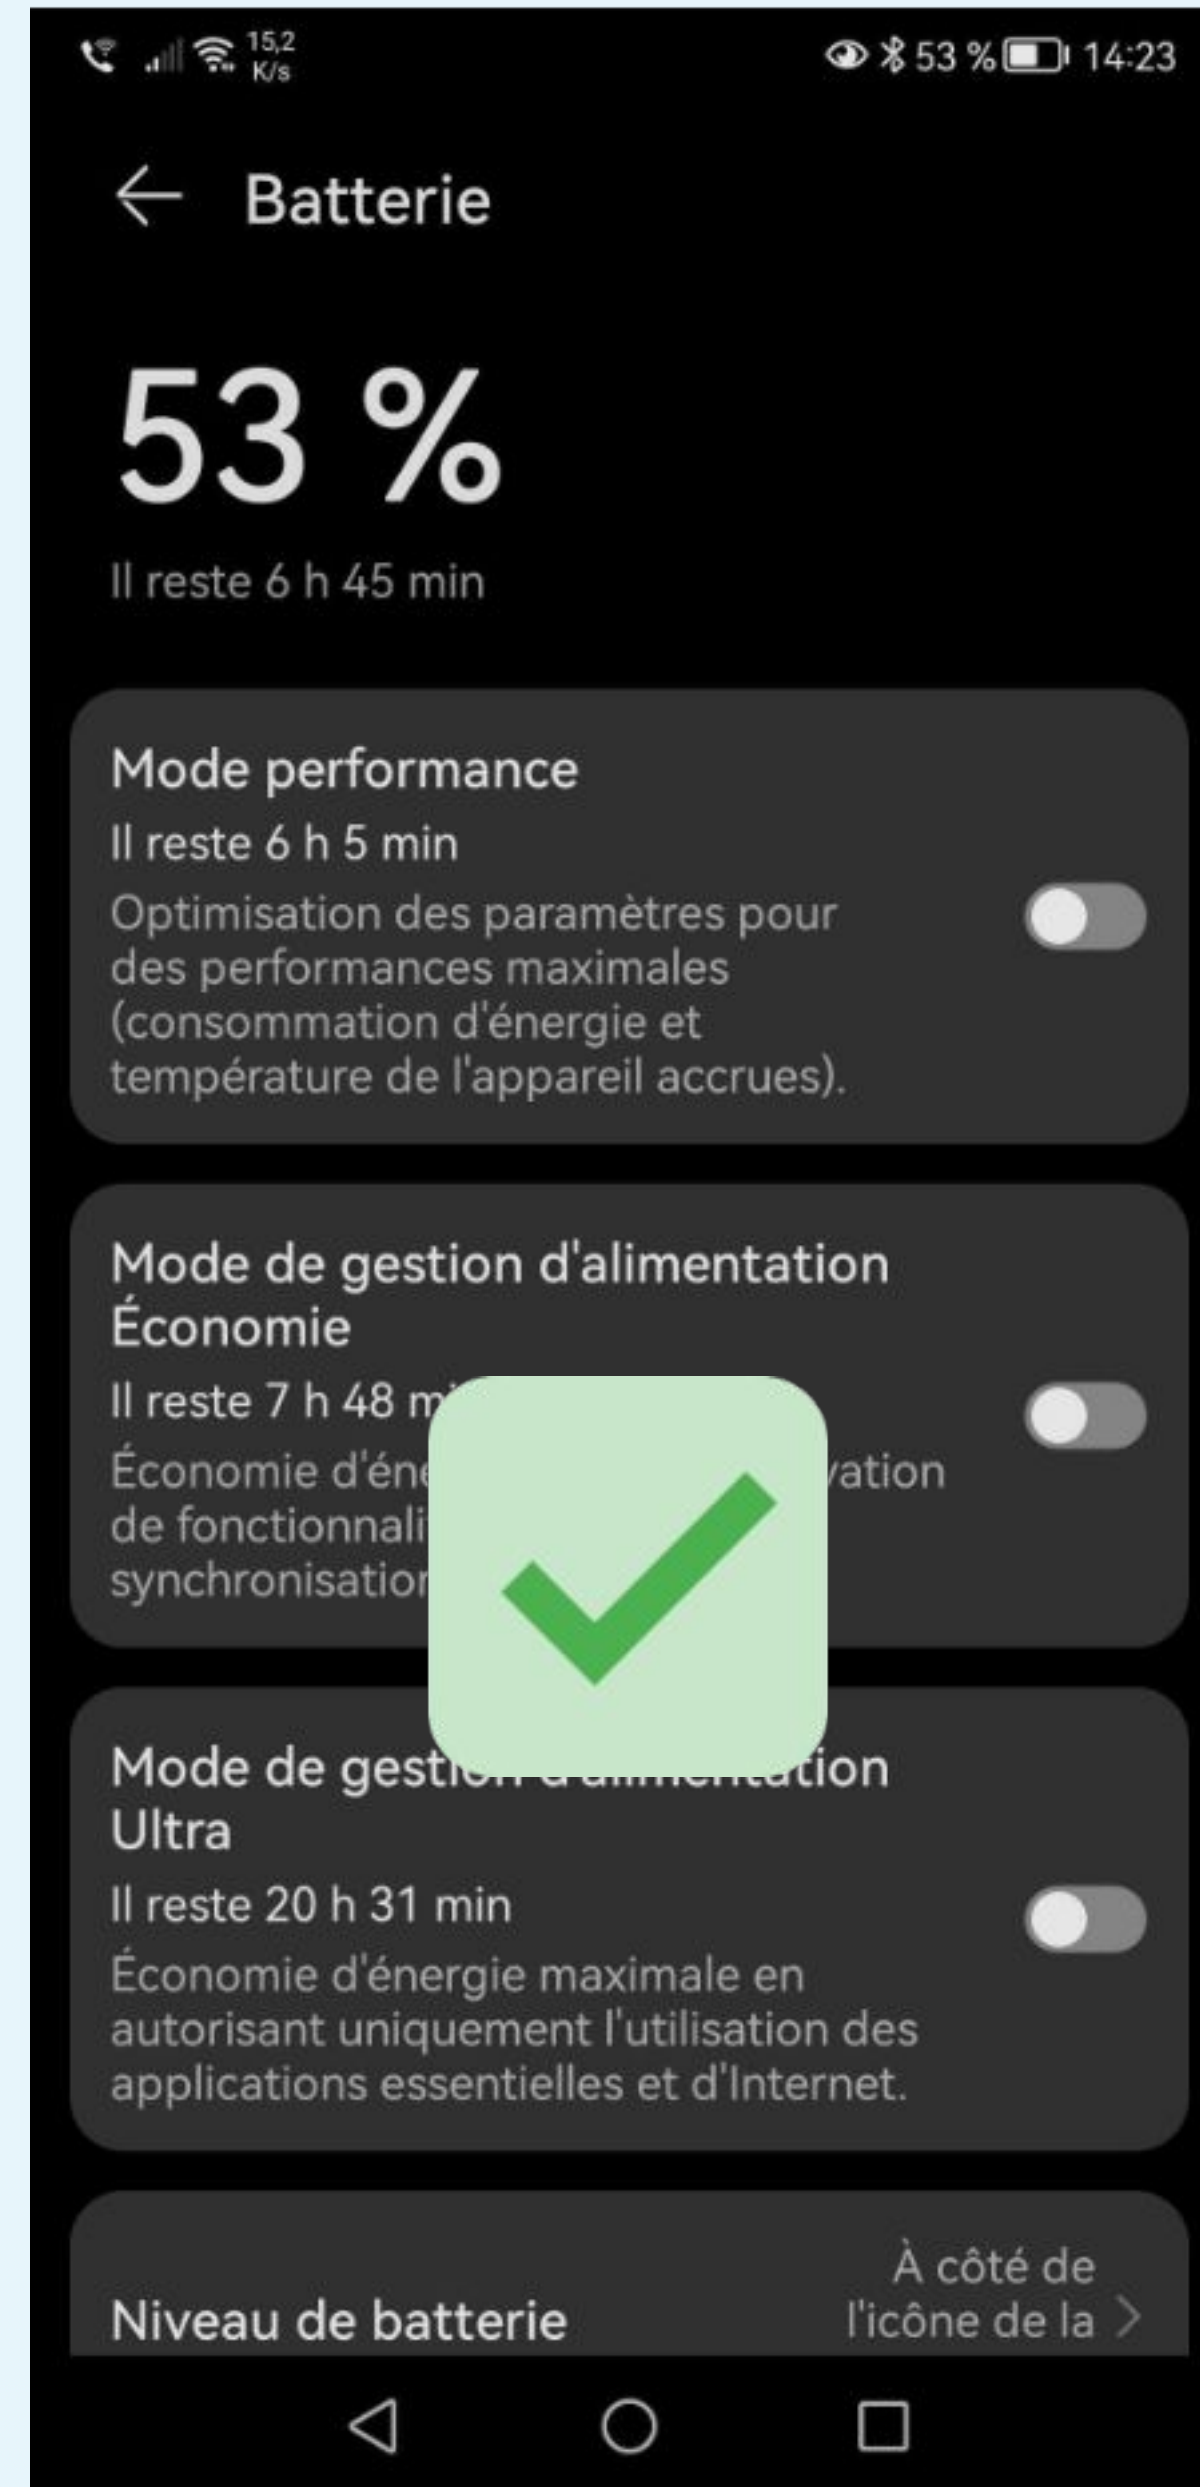 15,2
K/s
53 %
14:23
Batterie
53 %
Il reste 6 h 45 min
Mode performance
Il reste 6 h 5 min
Optimisation des paramètres pour
des performances maximales
(consommation d'énergie et
température de l'appareil accrues).
Mode de gestion d'alimentation
Économie
Il reste 7 h 48
Économie
de
Mode de
Ultra
Il reste 20 h 31 min
Économie d'énergie maximale en
autorisant uniquement l'utilisation des
applications essentielles et d'Internet.
À côté de
l'icône de la
Niveau de batterie